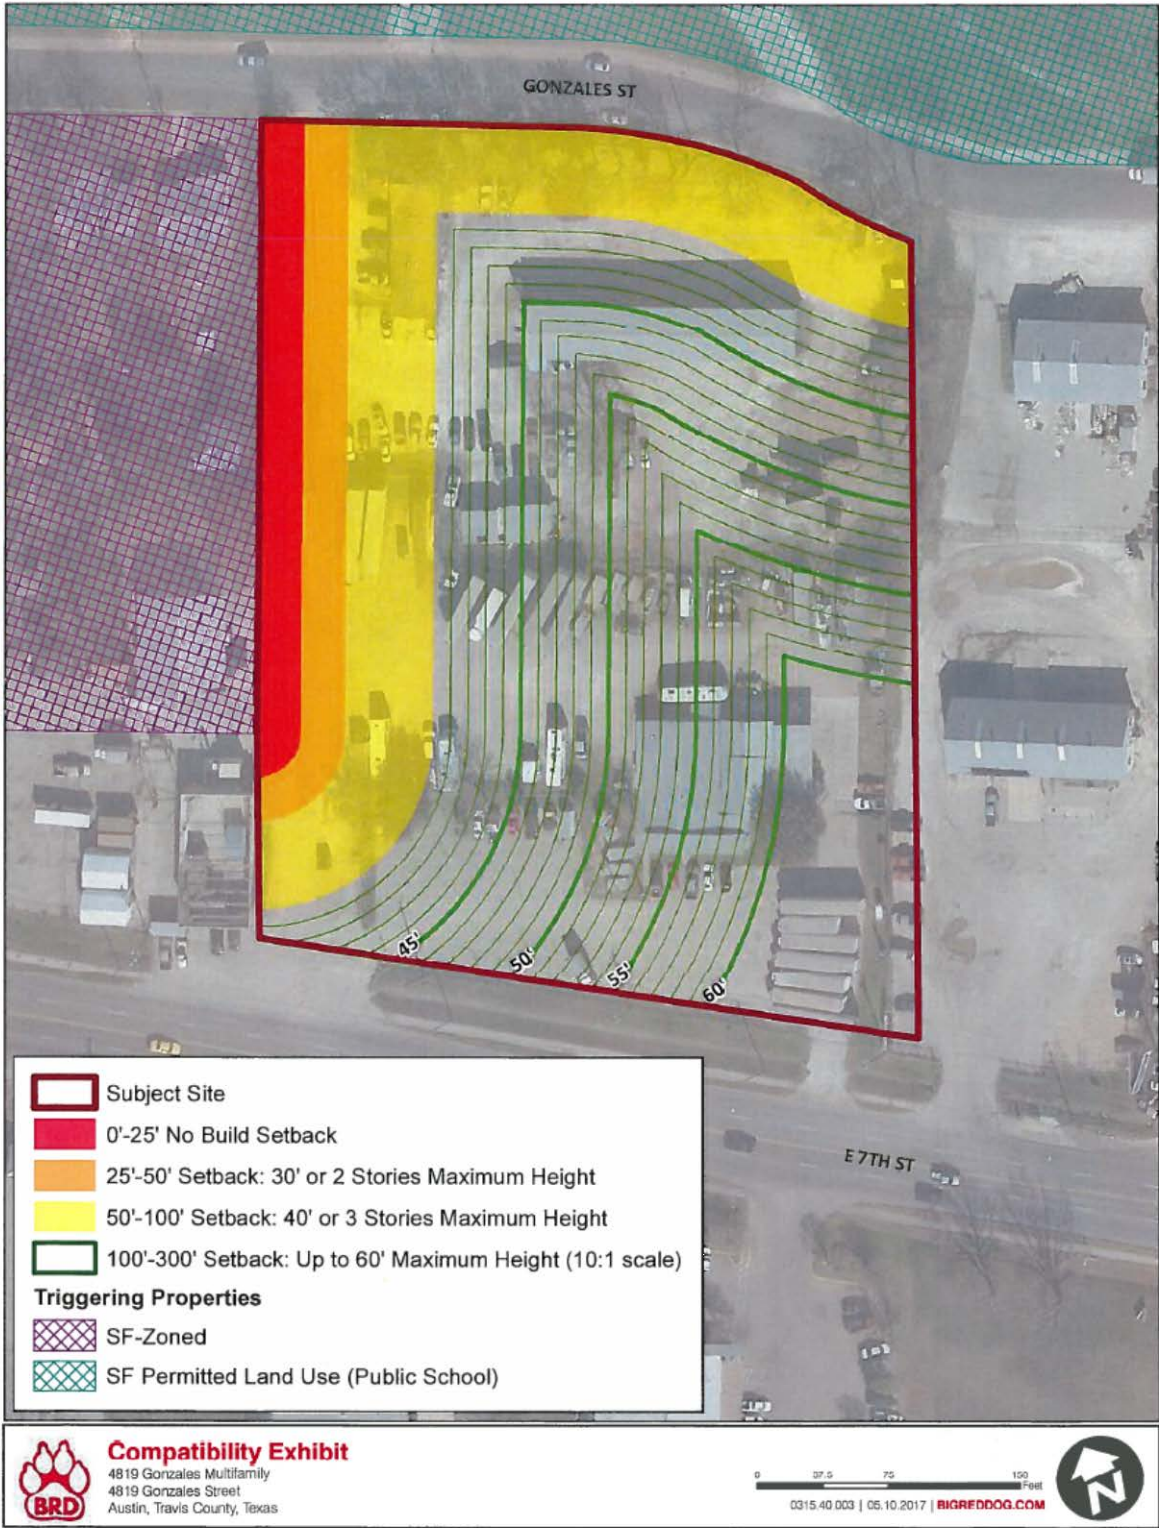 GONZALES ST
45'
50'
55'
60'
E 7TH ST
Subject Site
0'-25' No Build Setback
25'-50' Setback: 30' or 2 Stories Maximum Height
50'-100' Setback: 40' or 3 Stories Maximum Height
100'-300' Setback: Up to 60' Maximum Height (10:1 scale)
Triggering Properties
SF-Zoned
SF Permitted Land Use (Public School)
BRD
Compatibility Exhibit
4819 Gonzales Multifamily
4819 Gonzales Street
Austin, Travis County, Texas
0 37.5 75 150
Feet
0315.40 003 | 05.10.2017 | BIGREDDOG.COM
N